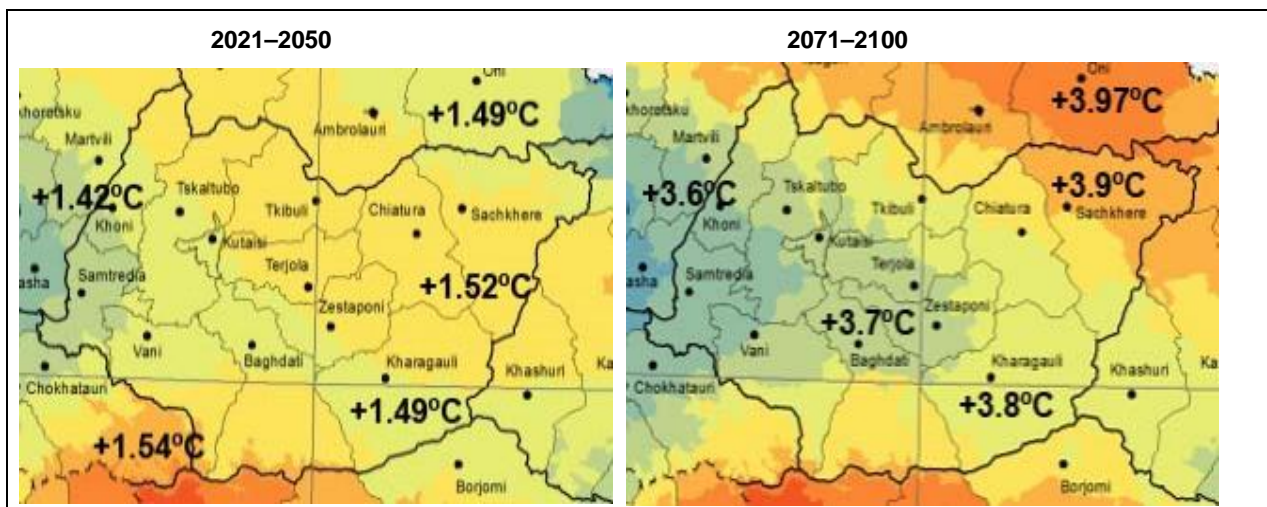 2021–2050
2071–2100
Oni
+1.49ºC
Ambrolauri
Martvili
+1.42ºC
Tskaltubo
Khoni
Tkibuli
Chiatura
Sachkhere
Kutaisi
Terjola
+1.52ºC
Samtredia
Zestaponi
Vani
Baghdati
Kharagauli
Khashuri
Chokhatauri
+1.49ºC
+1.54ºC
Borjomi
Oni
+3.97ºC
Ambrolauri
Martvili
+3.6ºC
+3.9ºC
Tskaltubo
Khoni
Tkibuli
Chiatura
Sachkhere
Kutaisi
Terjola
Samtredia
Zestaponi
+3.7ºC
Vani
Baghdati
Kharagauli
Khashuri
Chokhatauri
+3.8ºC
Borjomi